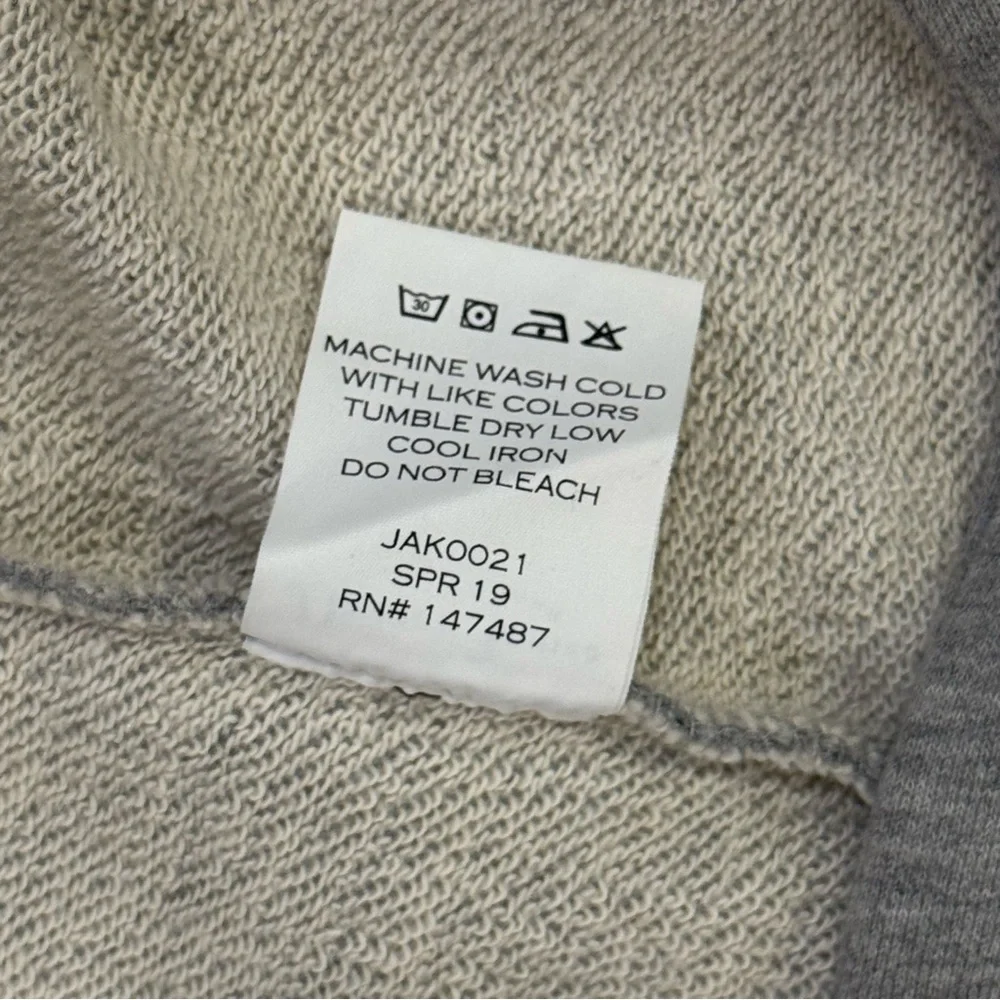 30
MACHINE WASH COLD
WITH LIKE COLORS
TUMBLE DRY LOW
COOL IRON
DO NOT BLEACH
JAK0021
SPR 19
RN# 147487